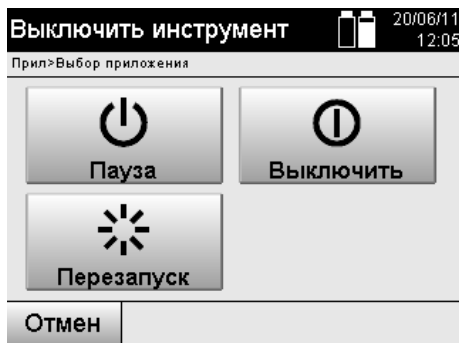 Выключить инструмент
20/06/11
12:05
Прил>Выбор приложения
Пауза
Выключить
Перезапуск
Отмен